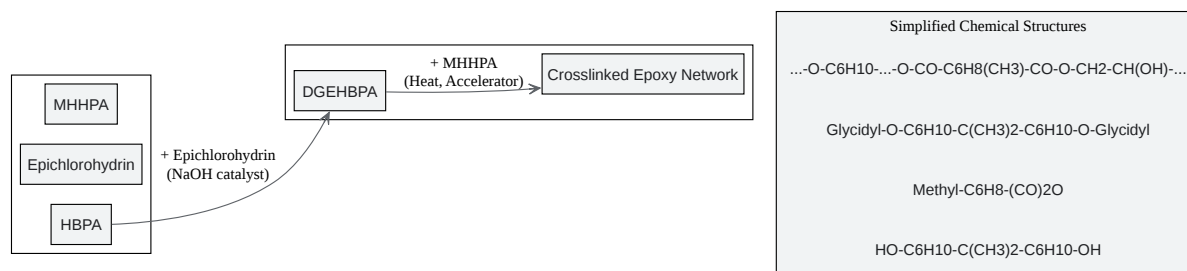 MHHPA
Epichlorohydrin
HBPA
+ Epichlorohydrin
(NaOH catalyst)
DGEHBPA
+ MHHPA
(Heat, Accelerator)
Crosslinked Epoxy Network
Simplified Chemical Structures
...-O-C6H10-...-O-CO-C6H8(CH3)-CO-O-CH2-CH(OH)-...
Glycidyl-O-C6H10-C(CH3)2-C6H10-O-Glycidyl
Methyl-C6H8-(CO)2O
HO-C6H10-C(CH3)2-C6H10-OH